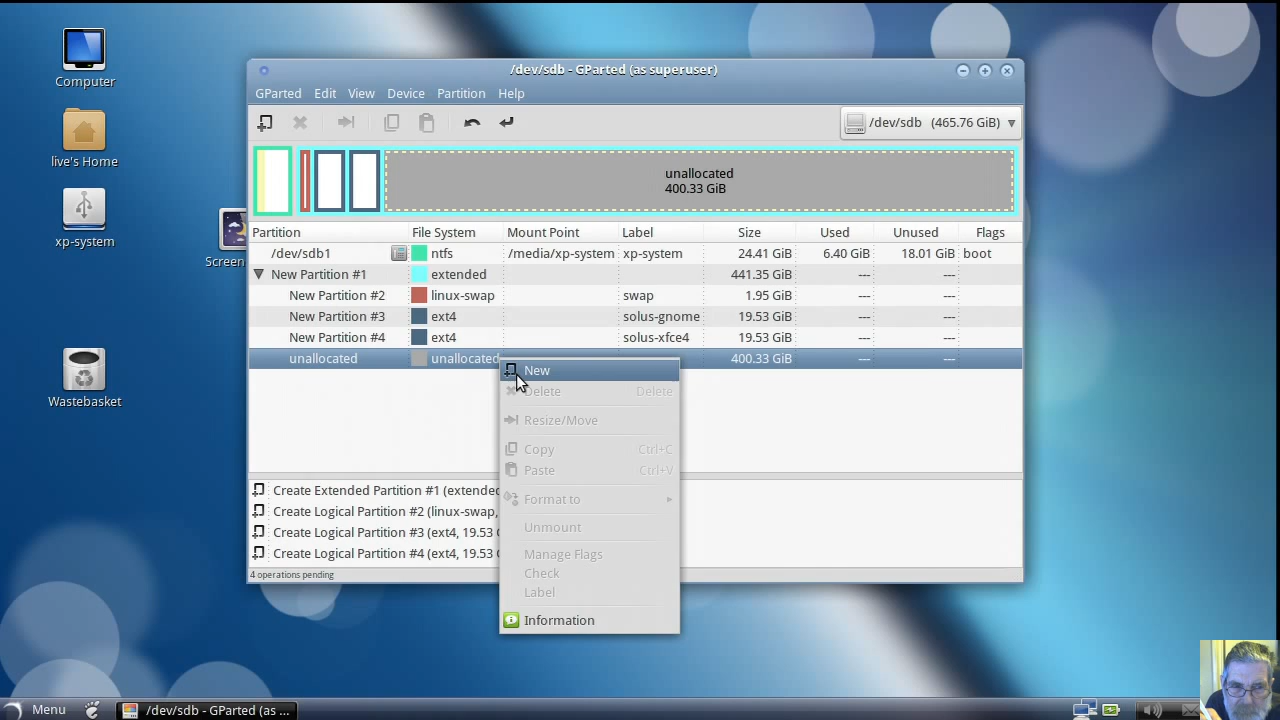 /dev/sdb - GParted (as superuser)
Computer
GParted Edit View Device Partition Help
/dev/sdb (465.76 GiB)
live's Home
unallocated
400.33 GiB
xp-system
Screen
Partition File System Mount Point Label Size Used Unused Flags
/dev/sdb1 ntfs /media/xp-system xp-system 24.41 GiB 6.40 GiB 18.01 GiB boot
New Partition #1 extended 441.35 GiB --- ---
New Partition #2 linux-swap swap 1.95 GiB --- ---
New Partition #3 ext4 solus-gnome 19.53 GiB --- ---
New Partition #4 ext4 solus-xfce4 19.53 GiB --- ---
unallocated unallocated 400.33 GiB --- ---
New
Delete Delete
Resize/Move
Copy Ctrl+C
Paste Ctrl+V
Format to
Unmount
Manage Flags
Check
Label
Information
Wastebasket
Create Extended Partition #1 (extended
Create Logical Partition #2 (linux-swap,
Create Logical Partition #3 (ext4, 19.53
Create Logical Partition #4 (ext4, 19.53
4 operations pending
Menu /dev/sdb - GParted (as ...